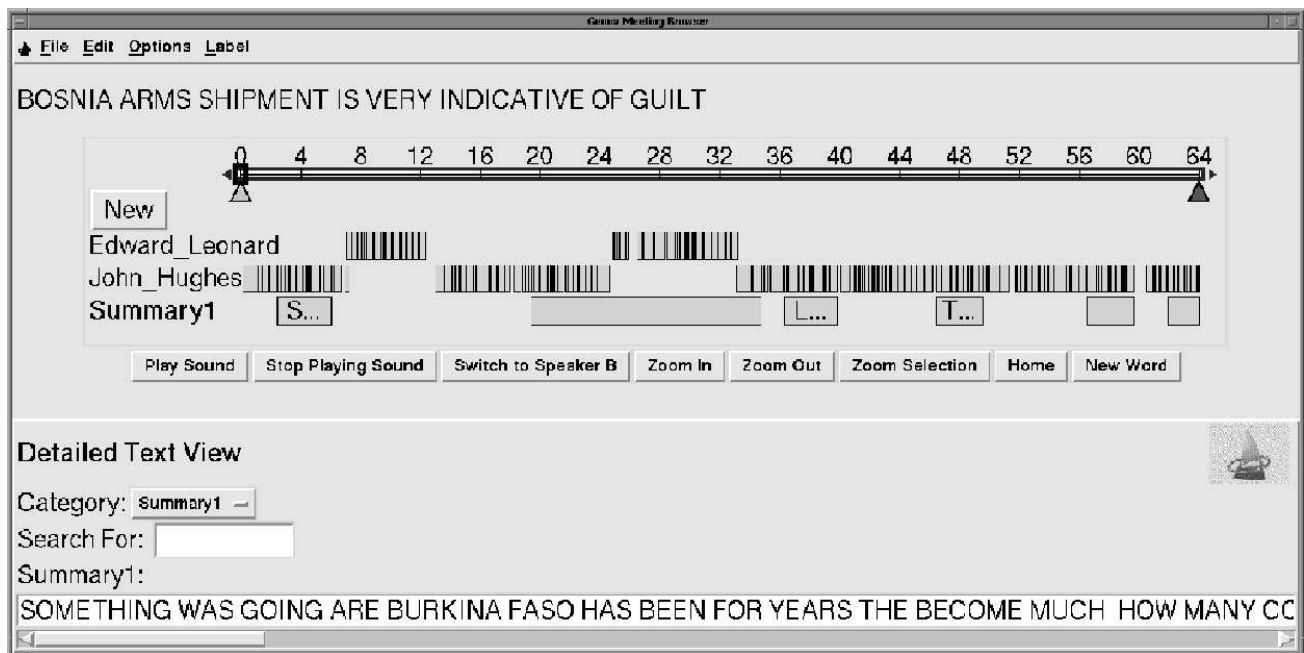 Genoa Meeting Browser
File Edit Options Label
BOSNIA ARMS SHIPMENT IS VERY INDICATIVE OF GUILT
0 4 8 12 16 20 24 28 32 36 40 44 48 52 56 60 64
New
Edward_Leonard
John_Hughes
Summary1 S... L... T...
Play Sound Stop Playing Sound Switch to Speaker B Zoom In Zoom Out Zoom Selection Home New Word
Detailed Text View
Category: Summary1
Search For:
Summary1:
SOMETHING WAS GOING ARE BURKINA FASO HAS BEEN FOR YEARS THE BECOME MUCH HOW MANY CC